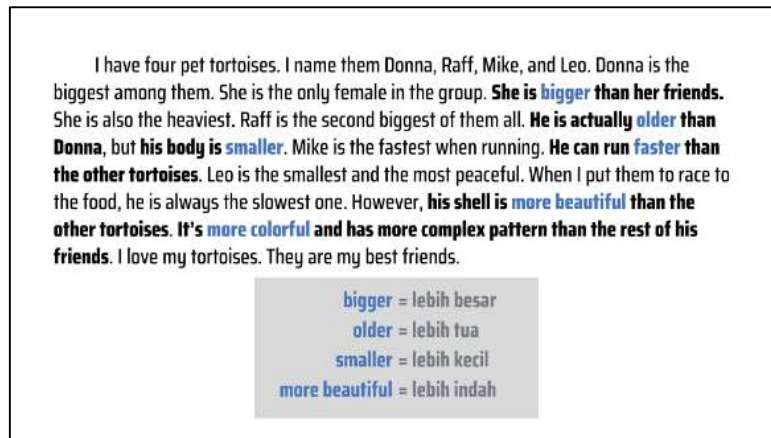 I have four pet tortoises. I name them Donna, Raff, Mike, and Leo. Donna is the
biggest among them. She is the only female in the group. She is bigger than her friends.
She is also the heaviest. Raff is the second biggest of them all. He is actually older than
Donna, but his body is smaller. Mike is the fastest when running. He can run faster than
the other tortoises. Leo is the smallest and the most peaceful. When I put them to race to
the food, he is always the slowest one. However, his shell is more beautiful than the
other tortoises. It's more colorful and has more complex pattern than the rest of his
friends. I love my tortoises. They are my best friends.
bigger = lebih besar
older = lebih tua
smaller = lebih kecil
more beautiful = lebih indah